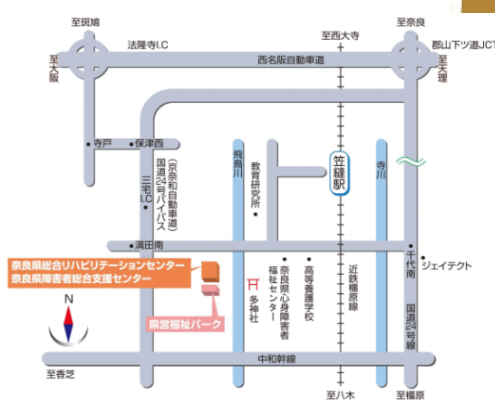 至斑鳩
至西大寺
至奈良
法隆寺I.C
郡山下ツ道JCT
至大阪
西名阪自動車道
至天理
寺戸
保津西
(京奈和自動車道)
国道24号バイパス
三宅I.C
飛鳥川
教育研究所
笠縫駅
寺川
満田南
千代南
ジェイテクト
奈良県総合リハビリテーションセンター
奈良県障害者総合支援センター
県営福祉パーク
多神社
奈良県心身障害者
福祉センター
高等養護学校
近鉄橿原線
国道24号線
N
中和幹線
至香芝
至八木
至橿原